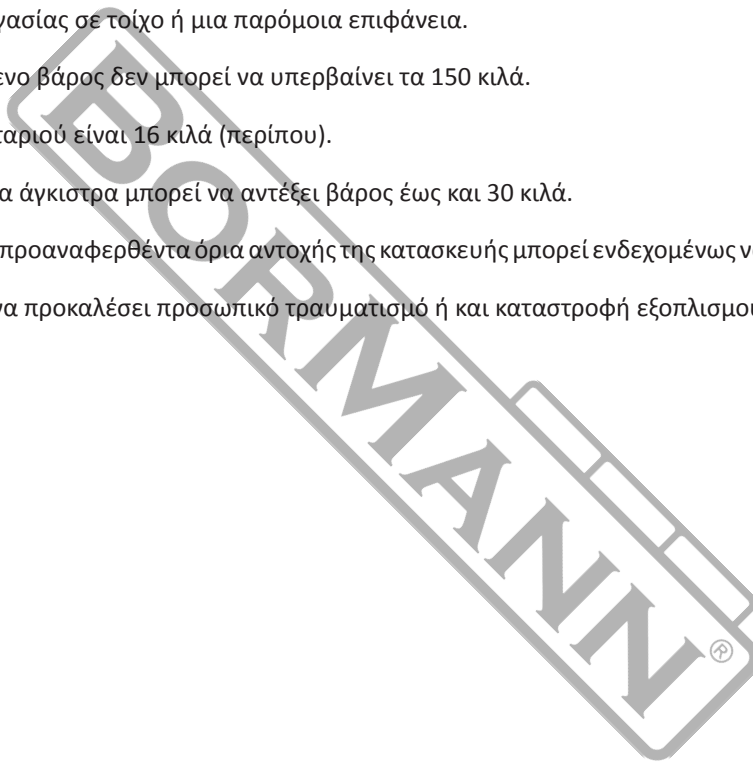 γασίας σε τοίχο ή μια παρόμοια επιφάνεια.
ενο βάρος δεν μπορεί να υπερβαίνει τα 150 κιλά.
ταριού είναι 16 κιλά (περίπου).
α άγκιστρα μπορεί να αντέξει βάρος έως και 30 κιλά.
προαναφερθέντα όρια αντοχής της κατασκευής μπορεί ενδεχομένως ν
να προκαλέσει προσωπικό τραυματισμό ή και καταστροφή εξοπλισμο
BORMANN®